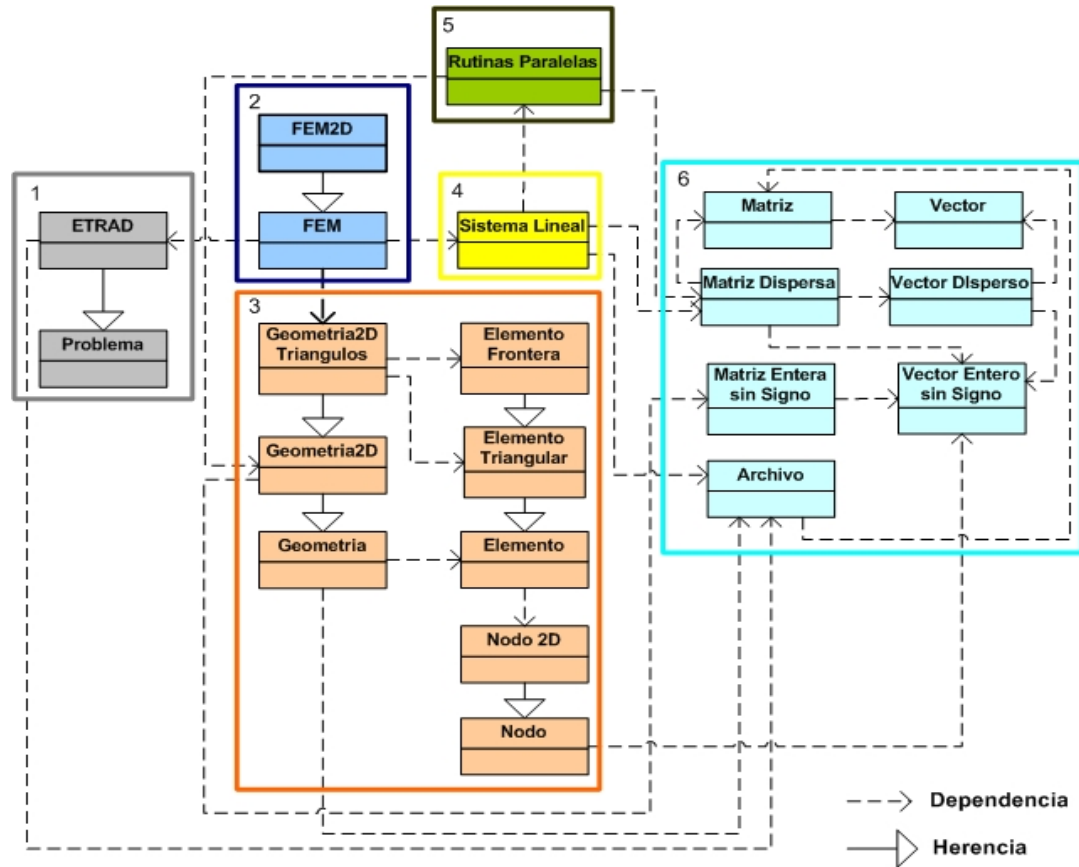 5
Rutinas Paralelas
2
FEM2D
FEM
1
ETRAD
Problema
4
Sistema Lineal
6
Matriz
Vector
Matriz Dispersa
Vector DIsperso
Matriz Entera
sin Signo
Vector Entero
sin Signo
Archivo
3
Geometria2D
Triangulos
Elemento
Frontera
Geometria2D
Elemento
Triangular
Geometria
Elemento
Nodo 2D
Nodo
Dependencia
Herencia